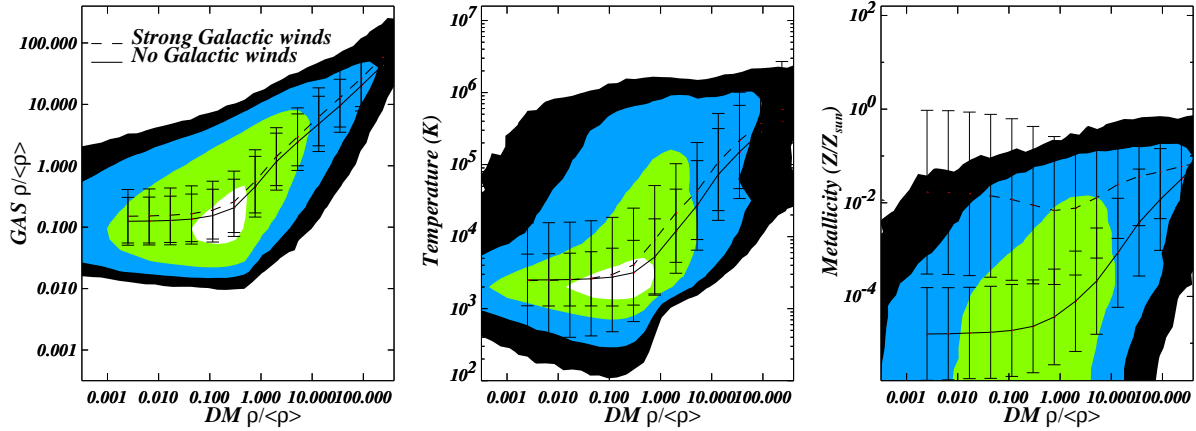 Strong Galactic winds
No Galactic winds
GAS ρ/<ρ>
100.000
10.000
1.000
0.100
0.010
0.001
0.001 0.010 0.100 1.000 10.000 100.000
DM ρ/<ρ>
Temperature (K)
10^7
10^6
10^5
10^4
10^3
10^2
0.001 0.010 0.100 1.000 10.000 100.000
DM ρ/<ρ>
Metallicity (Z/Z_sun)
10^2
10^0
10^-2
10^-4
0.001 0.010 0.100 1.000 10.000 100.000
DM ρ/<ρ>